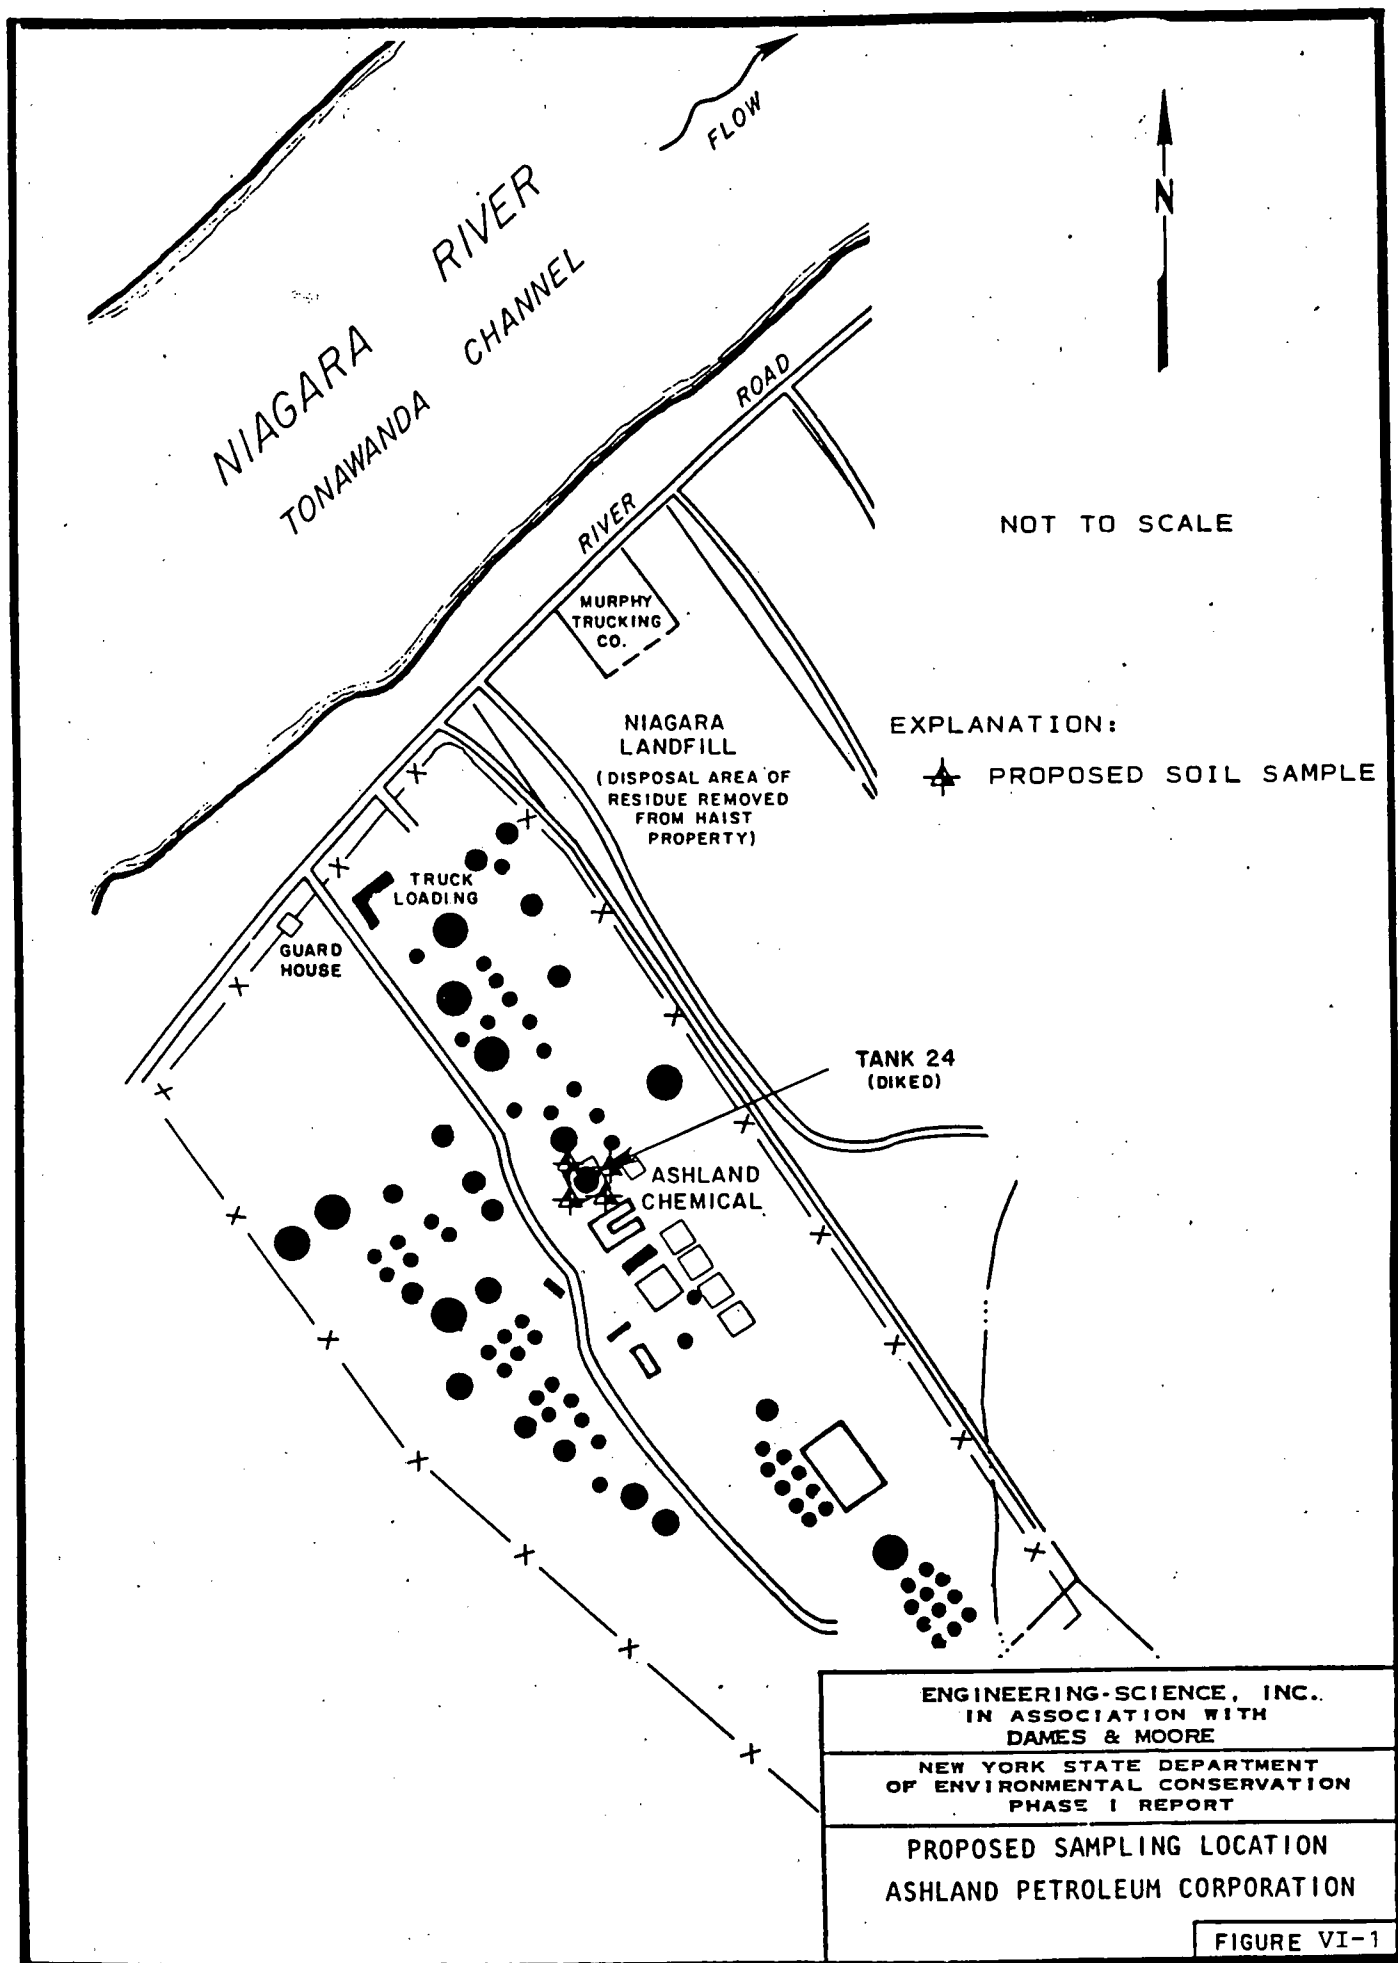 FLOW
N
NIAGARA RIVER
TONAWANDA CHANNEL
RIVER ROAD
NOT TO SCALE
MURPHY
TRUCKING
CO.
NIAGARA
LANDFILL
(DISPOSAL AREA OF
RESIDUE REMOVED
FROM HAIST
PROPERTY)
EXPLANATION:
PROPOSED SOIL SAMPLE
TRUCK
LOADING
GUARD
HOUSE
TANK 24
(DIKED)
ASHLAND
CHEMICAL
ENGINEERING-SCIENCE, INC.
IN ASSOCIATION WITH
DAMES & MOORE
NEW YORK STATE DEPARTMENT
OF ENVIRONMENTAL CONSERVATION
PHASE I REPORT
PROPOSED SAMPLING LOCATION
ASHLAND PETROLEUM CORPORATION
FIGURE VI-1